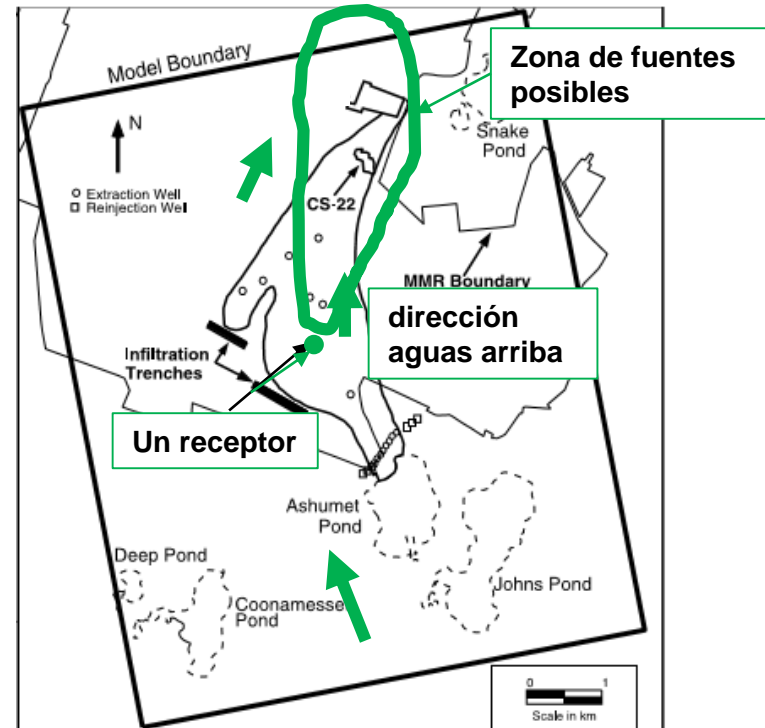 Model Boundary
Zona de fuentes
posibles
N
Snake
Pond
○ Extraction Well
□ Reinjection Well
CS-22
MMR Boundary
dirección
aguas arriba
Infiltration
Trenches
Un receptor
Ashumet
Pond
Deep Pond
Coonamesse
Pond
Johns Pond
0 1
Scale in km